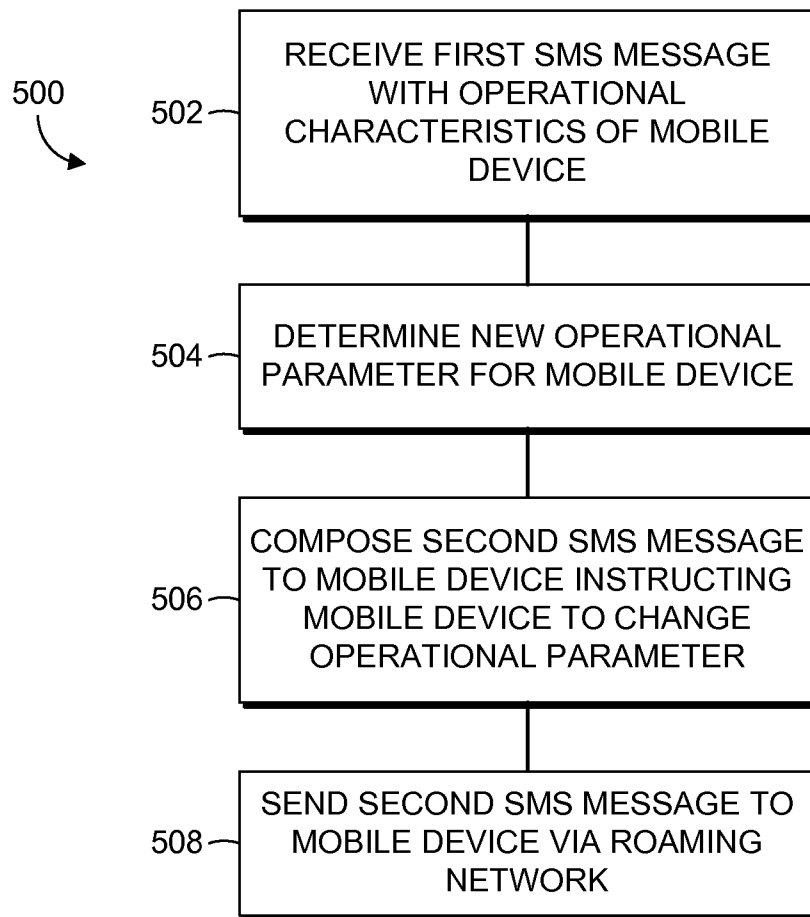 500
502
RECEIVE FIRST SMS MESSAGE
WITH OPERATIONAL
CHARACTERISTICS OF MOBILE
DEVICE
504
DETERMINE NEW OPERATIONAL
PARAMETER FOR MOBILE DEVICE
506
COMPOSE SECOND SMS MESSAGE
TO MOBILE DEVICE INSTRUCTING
MOBILE DEVICE TO CHANGE
OPERATIONAL PARAMETER
508
SEND SECOND SMS MESSAGE TO
MOBILE DEVICE VIA ROAMING
NETWORK